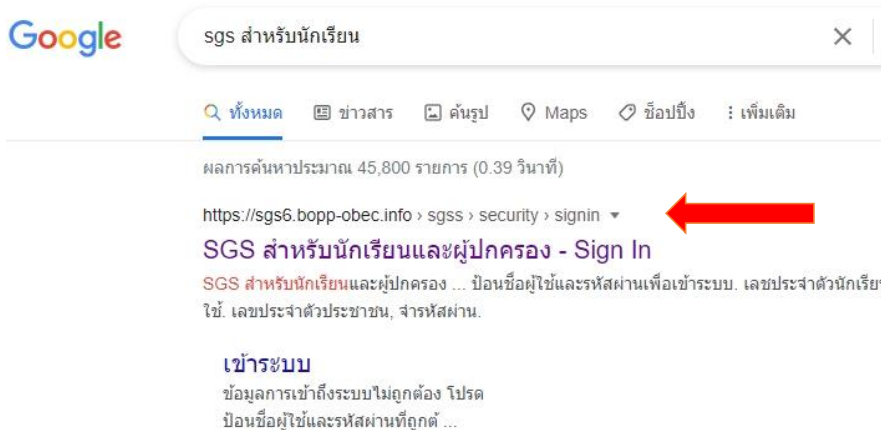 Google
sgs สำหรับนักเรียน
ทั้งหมด ข่าวสาร ค้นรูป Maps ช็อปปิ้ง เพิ่มเติม
ผลการค้นหาประมาณ 45,800 รายการ (0.39 วินาที)
https://sgs6.bopp-obec.info › sgss › security › signin
SGS สำหรับนักเรียนและผู้ปกครอง - Sign In
SGS สำหรับนักเรียนและผู้ปกครอง ... ป้อนชื่อผู้ใช้และรหัสผ่านเพื่อเข้าระบบ. เลขประจำตัวนักเรีย
ใช้. เลขประจำตัวประชาชน, จำรหัสผ่าน.
เข้าระบบ
ข้อมูลการเข้าถึงระบบไม่ถูกต้อง โปรด
ป้อนชื่อผู้ใช้และรหัสผ่านที่ถูกต้ ...